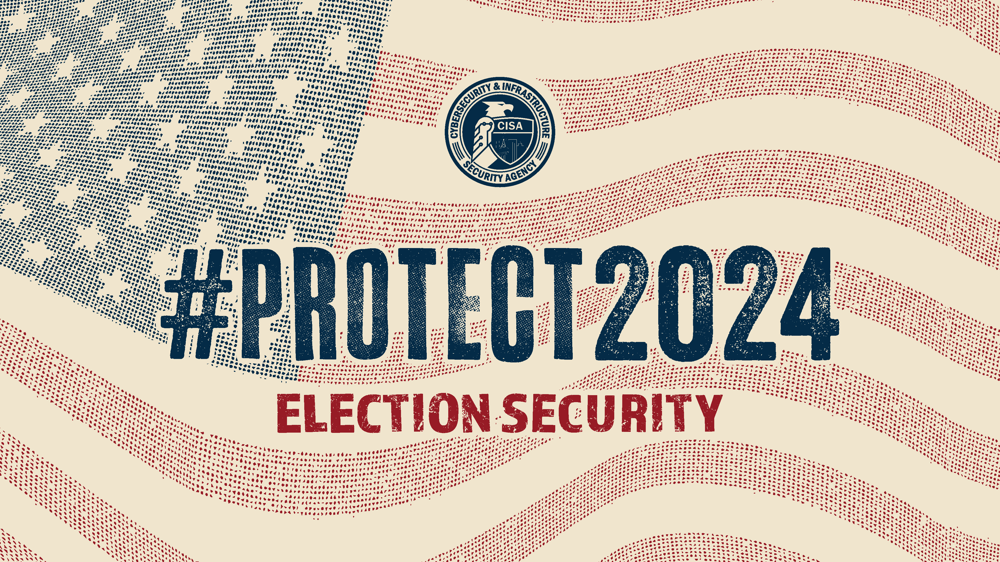 CYBERSECURITY & INFRASTRUCTURE
CISA
SECURITY AGENCY
#PROTECT2024
ELECTION SECURITY